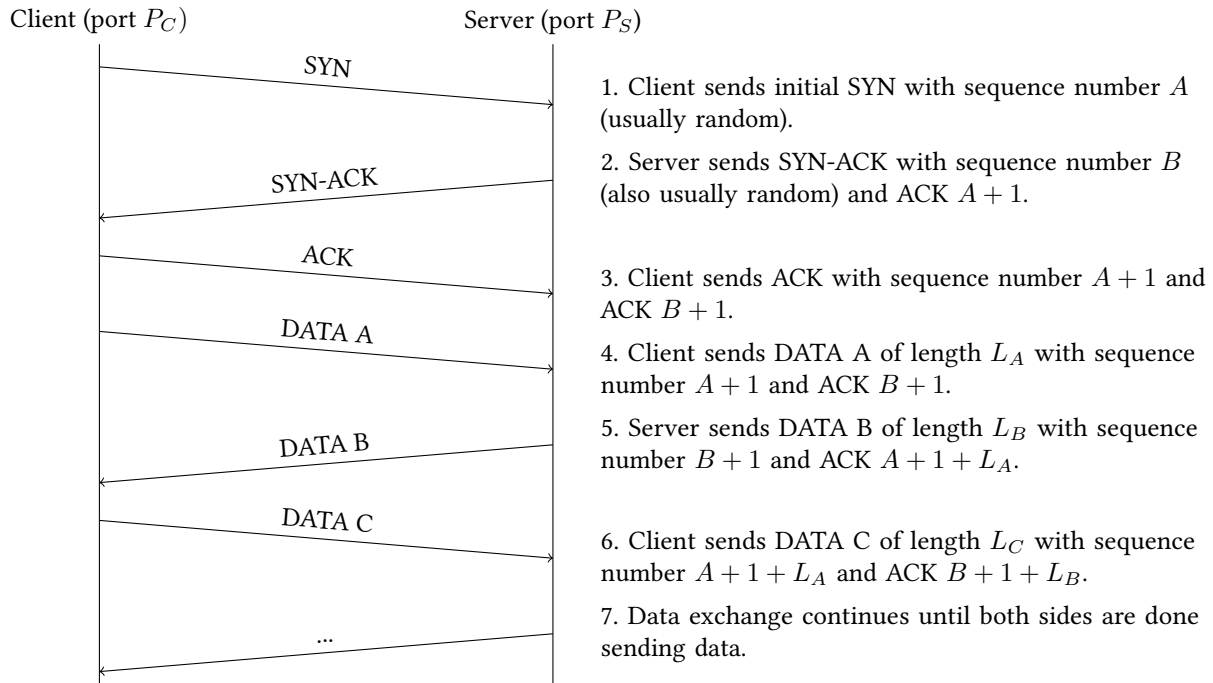 Client (port P_C)
Server (port P_S)
SYN
1. Client sends initial SYN with sequence number A
(usually random).
SYN-ACK
2. Server sends SYN-ACK with sequence number B
(also usually random) and ACK A + 1.
ACK
3. Client sends ACK with sequence number A + 1 and
ACK B + 1.
DATA A
4. Client sends DATA A of length L_A with sequence
number A + 1 and ACK B + 1.
DATA B
5. Server sends DATA B of length L_B with sequence
number B + 1 and ACK A + 1 + L_A.
DATA C
6. Client sends DATA C of length L_C with sequence
number A + 1 + L_A and ACK B + 1 + L_B.
...
7. Data exchange continues until both sides are done
sending data.